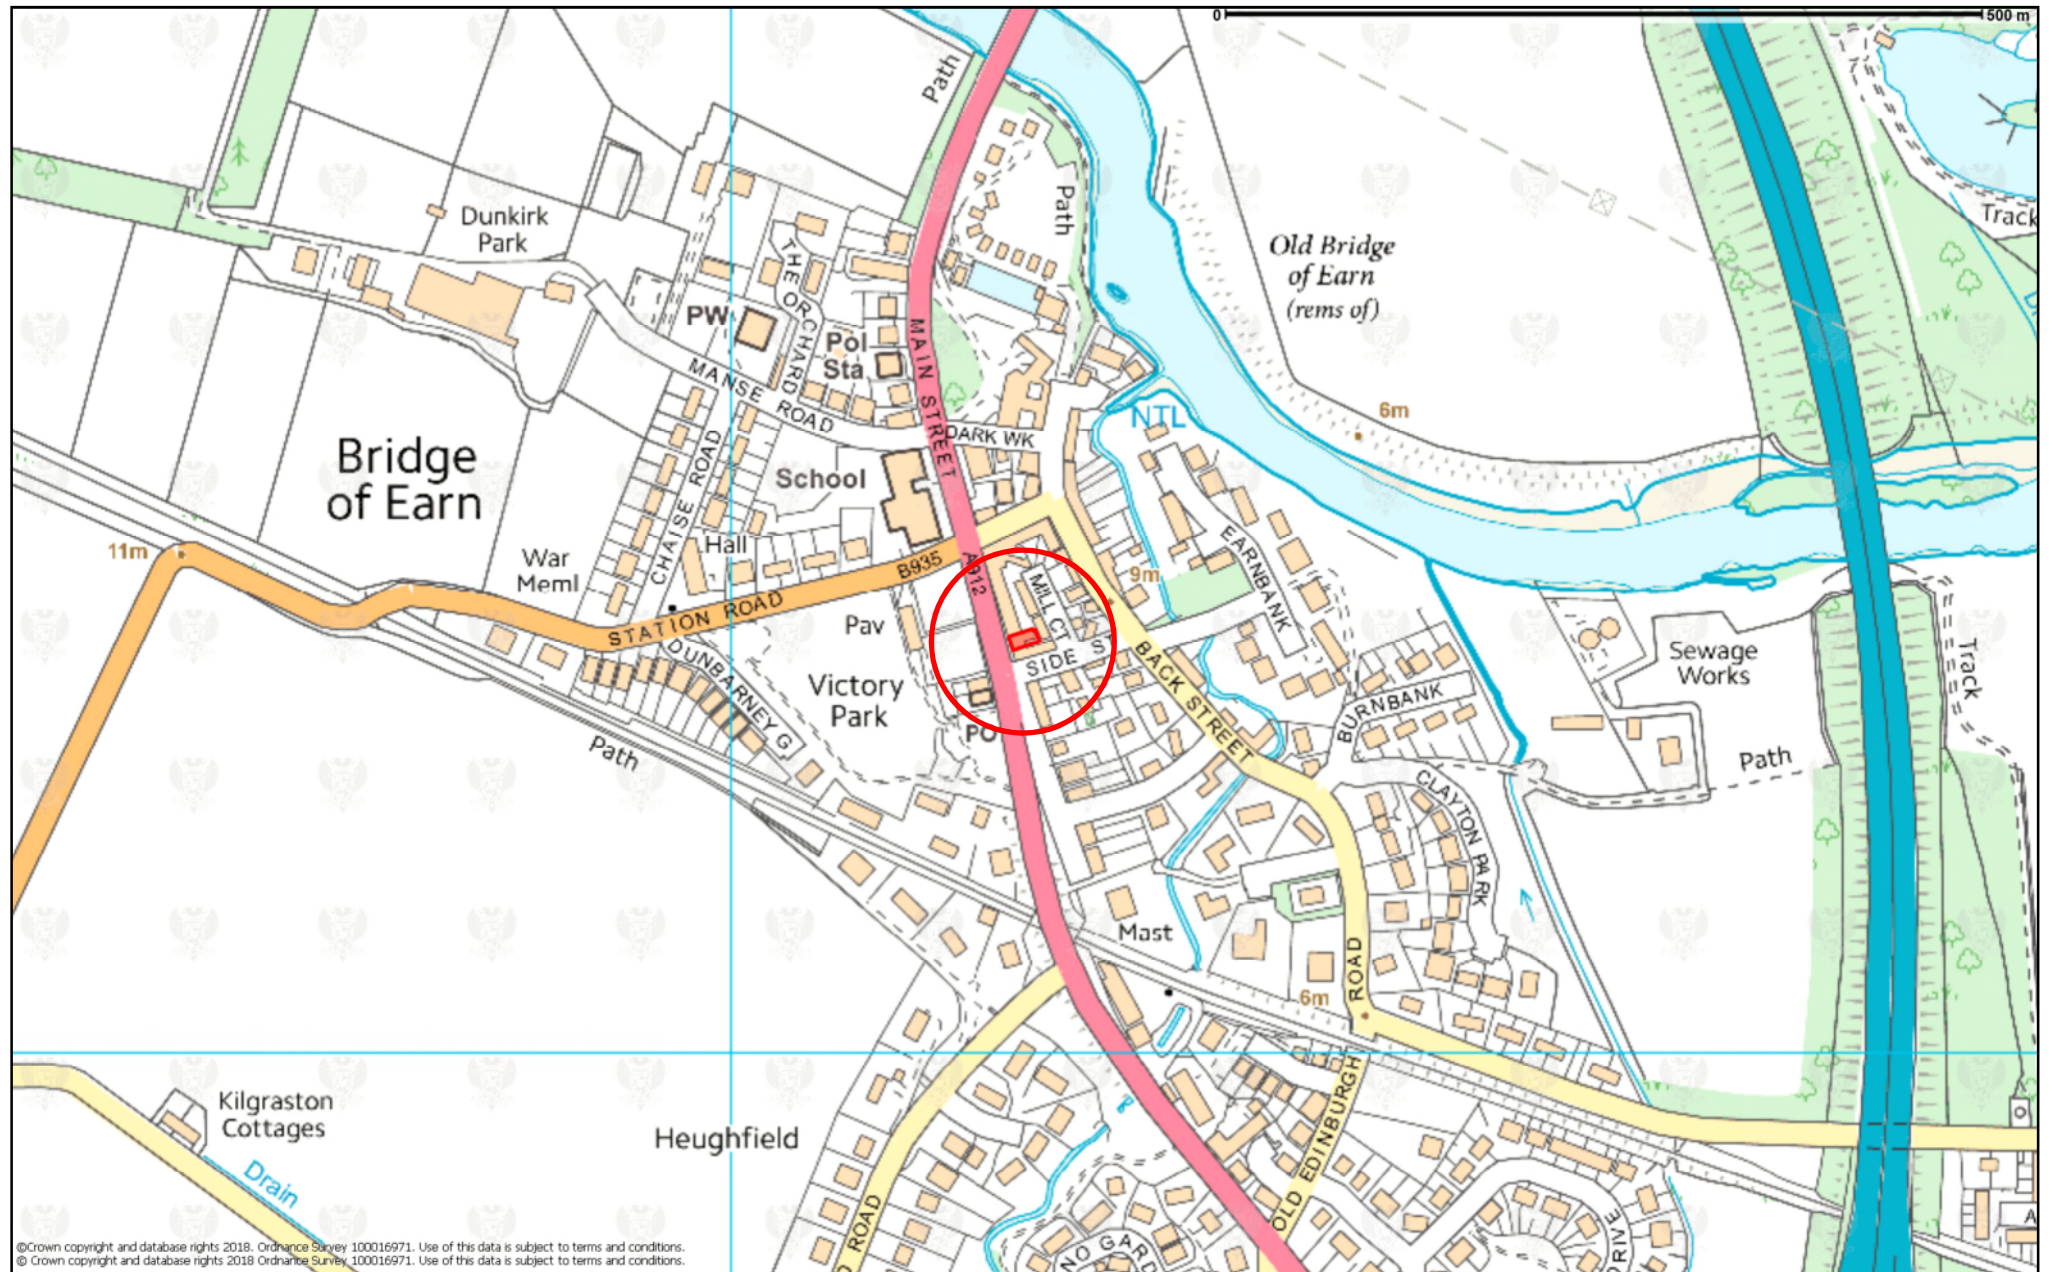 0
500 m
Path
Path
Track
Dunkirk
Park
Old Bridge
of Earn
(rems of)
THE ORCHARD
PW
Pol
Sta
MAIN STREET
MANSE ROAD
DARK WK
NTL
6m
Bridge
of Earn
School
CHAISE ROAD
Hall
11m
War
Meml
B935
A912
STATION ROAD
MILL CT
9m
EARNBANK
Pav
SIDE
S
BACK STREET
Sewage
Works
Track
DUNBARNEY G
Victory
Park
PO
BURNBANK
Path
Path
CLAYTON PARK
Mast
ROAD
6m
Kilgraston
Cottages
Heughfield
Drain
OLD EDINBURGH
ROAD
NO GARD
DRIVE
A
©Crown copyright and database rights 2018. Ordnance Survey 100016971. Use of this data is subject to terms and conditions.
© Crown copyright and database rights 2018 Ordnance Survey 100016971. Use of this data is subject to terms and conditions.